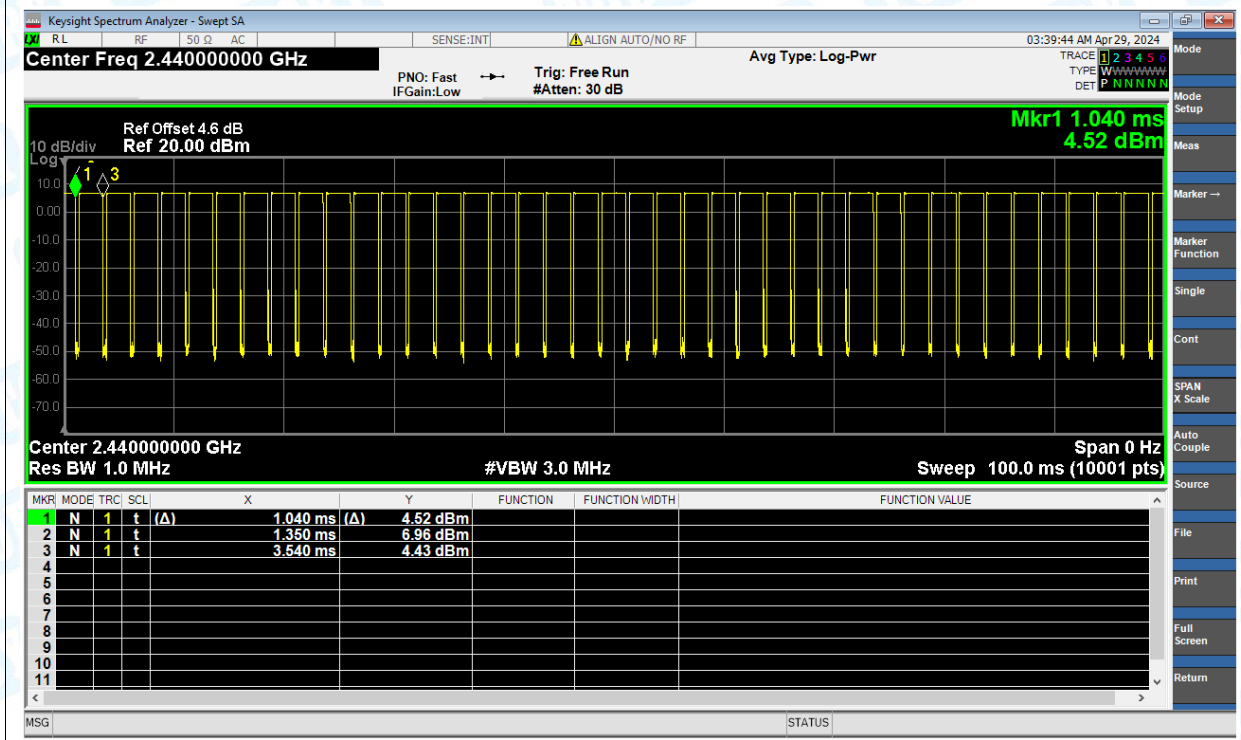 Keysight Spectrum Analyzer - Swept SA
LXI RL RF 50 Ω AC SENSE:INT ALIGN AUTO/NO RF 03:39:44 AM Apr 29, 2024
Center Freq 2.440000000 GHz
Avg Type: Log-Pwr
TRACE 1 2 3 4 5 6
TYPE WWWWWW
DET P N N N N N
PNO: Fast
IFGain:Low
Trig: Free Run
#Atten: 30 dB
Mkr1 1.040 ms
4.52 dBm
Ref Offset 4.6 dB
10 dB/div Ref 20.00 dBm
Log
1 3
10.0
0.00
-10.0
-20.0
-30.0
-40.0
-50.0
-60.0
-70.0
Center 2.440000000 GHz Span 0 Hz
Res BW 1.0 MHz #VBW 3.0 MHz Sweep 100.0 ms (10001 pts)
MKR MODE TRC SCL X Y FUNCTION FUNCTION WIDTH FUNCTION VALUE
1 N 1 t (Δ) 1.040 ms (Δ) 4.52 dBm
2 N 1 t 1.350 ms 6.96 dBm
3 N 1 t 3.540 ms 4.43 dBm
4
5
6
7
8
9
10
11
MSG STATUS
Mode
Mode
Setup
Meas
Marker→
Marker
Function
Single
Cont
SPAN
X Scale
Auto
Couple
Source
File
Print
Full
Screen
Return